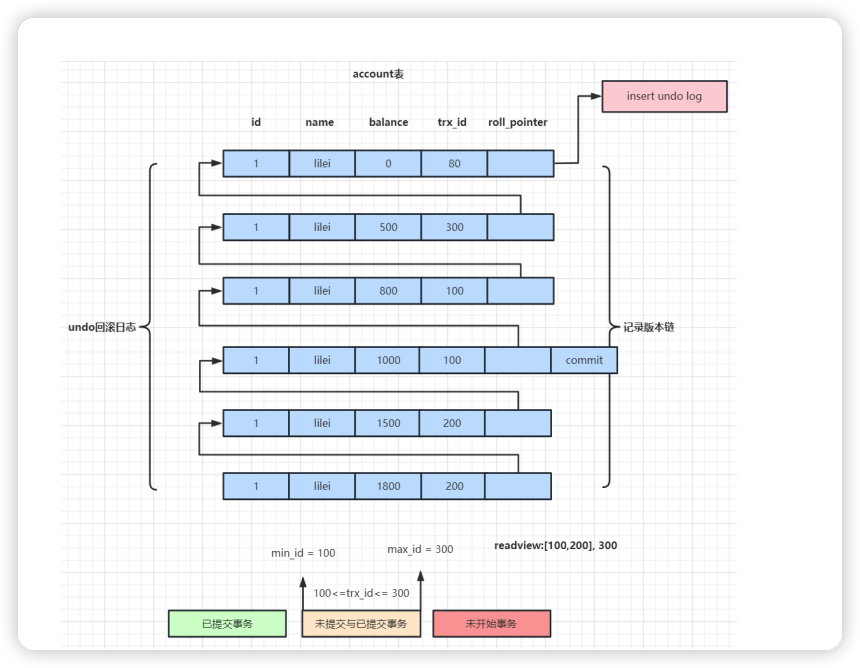 account表
insert undo log
id name balance trx_id roll_pointer
1 lilei 0 80
1 lilei 500 300
1 lilei 800 100
undo回滚日志
记录版本链
1 lilei 1000 100 commit
1 lilei 1500 200
1 lilei 1800 200
readview:[100,200], 300
min_id = 100
max_id = 300
100<=trx_id<= 300
已提交事务
未提交与已提交事务
未开始事务